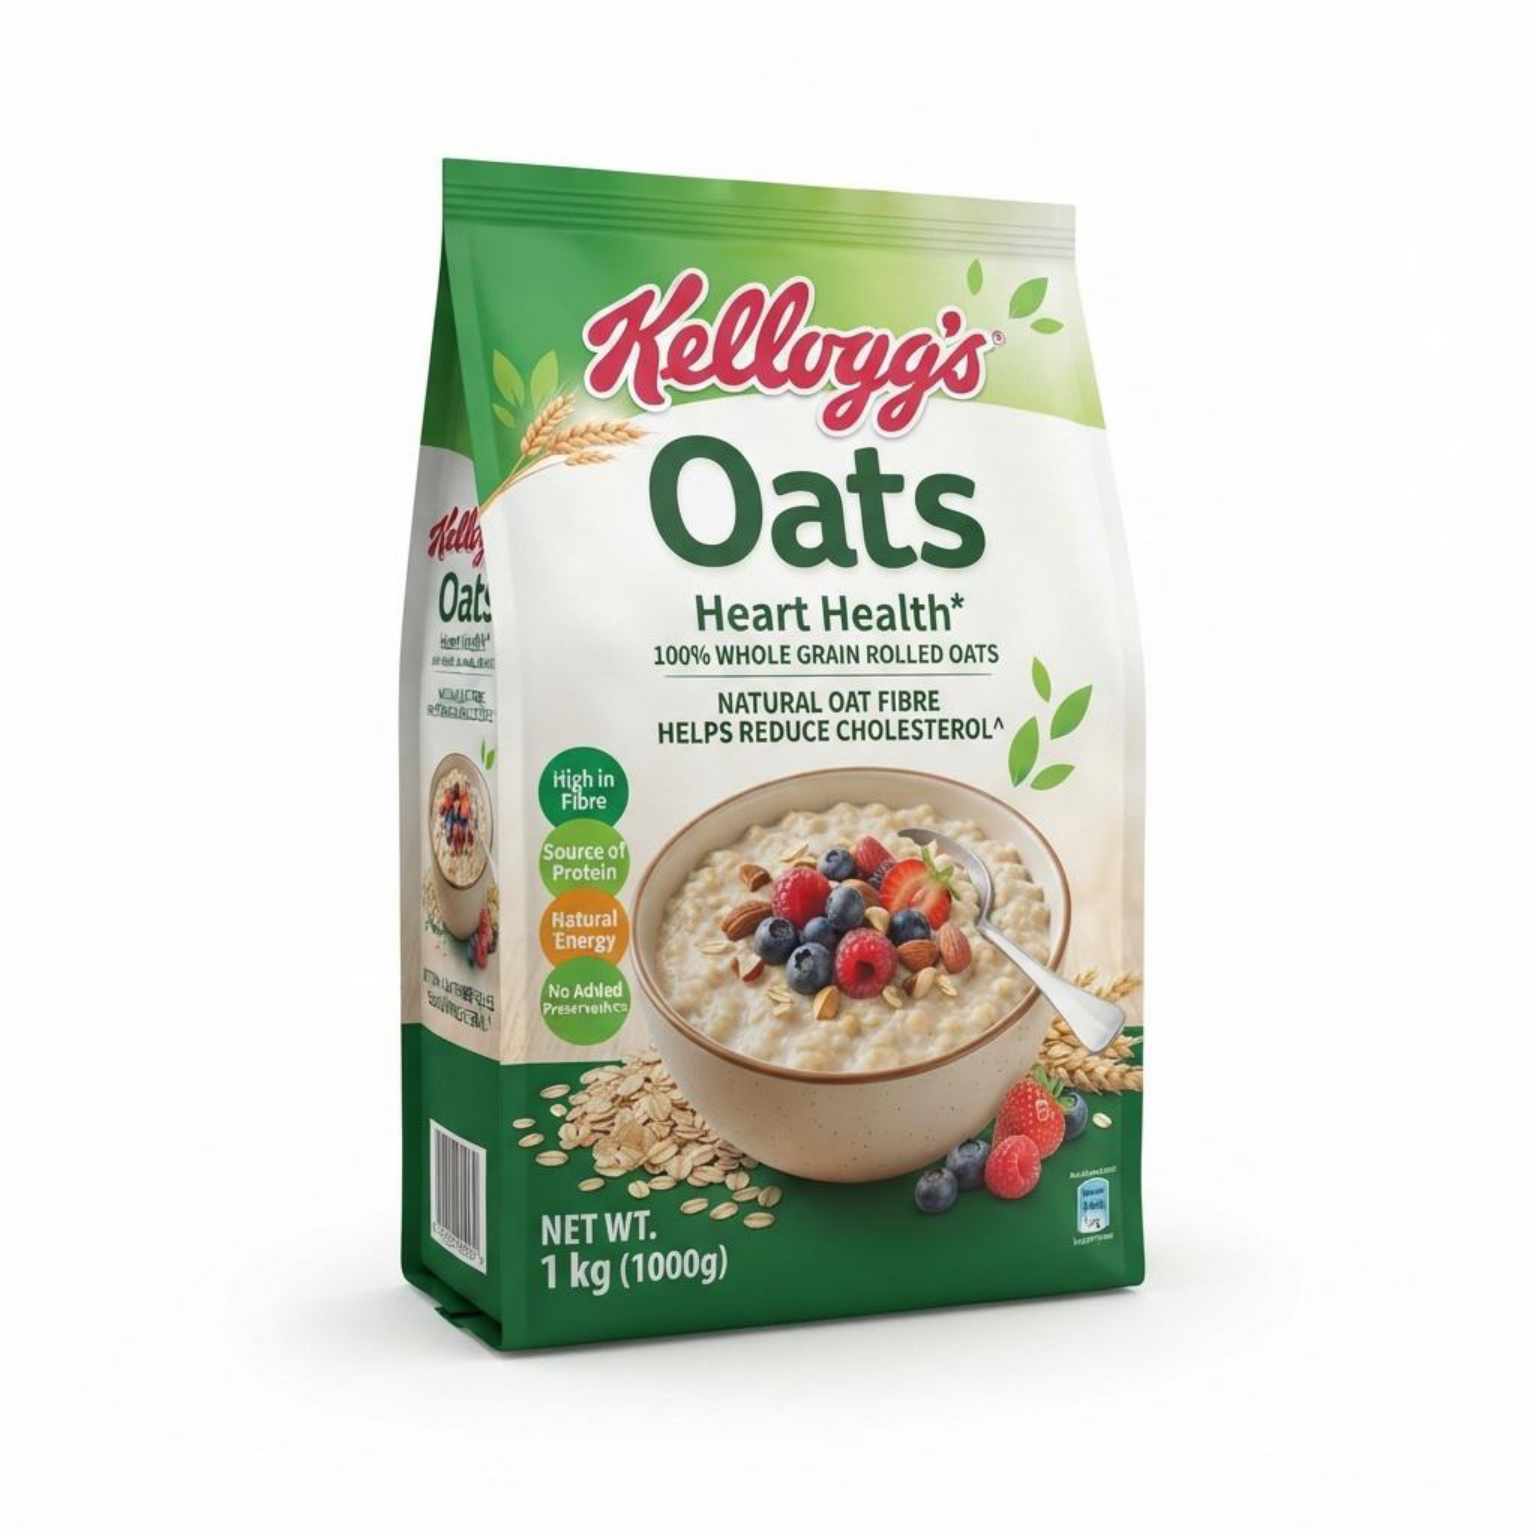 Kellogg's®
Oats
Heart Health*
100% WHOLE GRAIN ROLLED OATS
NATURAL OAT FIBRE
HELPS REDUCE CHOLESTEROL^
High in
Fibre
Source of
Protein
Natural
Energy
No Added
NET WT.
1 kg (1000g)
Oats